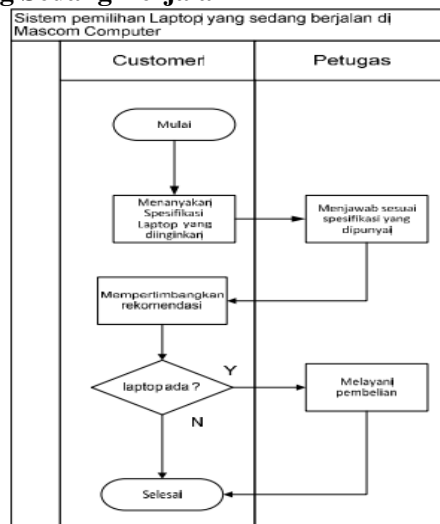 Sistem pemilihan Laptop yang sedang berjalan di
Mascom Computer
Customer
Petugas
Mulai
Menanyakan
Spesifikasi
Laptop yang
diinginkan
Menjawab sesuai
spesifikasi yang
dipunyai
Mempertimbangkan
rekomendasi
laptop ada ?
Y
N
Melayani
pembelian
Selesai